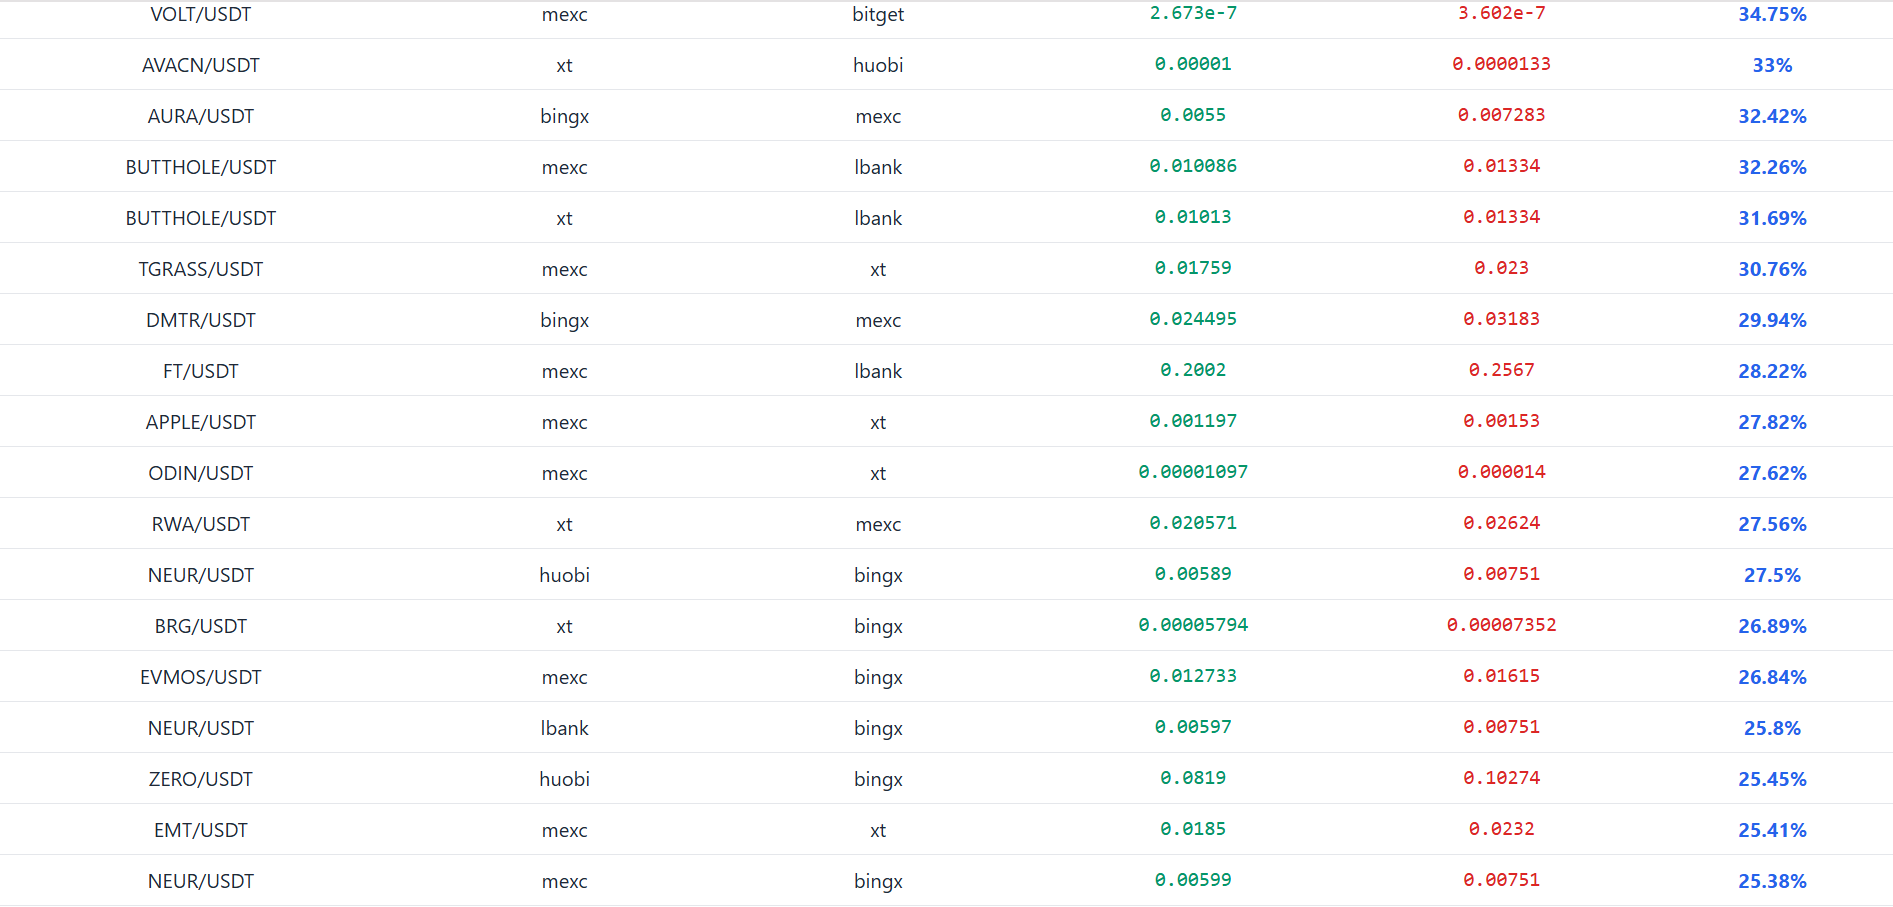 VOLT/USDT mexc bitget 2.673e-7 3.602e-7 34.75%
AVACN/USDT xt huobi 0.00001 0.0000133 33%
AURA/USDT bingx mexc 0.0055 0.007283 32.42%
BUTTHOLE/USDT mexc lbank 0.010086 0.01334 32.26%
BUTTHOLE/USDT xt lbank 0.01013 0.01334 31.69%
TGRASS/USDT mexc xt 0.01759 0.023 30.76%
DMTR/USDT bingx mexc 0.024495 0.03183 29.94%
FT/USDT mexc lbank 0.2002 0.2567 28.22%
APPLE/USDT mexc xt 0.001197 0.00153 27.82%
ODIN/USDT mexc xt 0.00001097 0.000014 27.62%
RWA/USDT xt mexc 0.020571 0.02624 27.56%
NEUR/USDT huobi bingx 0.00589 0.00751 27.5%
BRG/USDT xt bingx 0.00005794 0.00007352 26.89%
EVMOS/USDT mexc bingx 0.012733 0.01615 26.84%
NEUR/USDT lbank bingx 0.00597 0.00751 25.8%
ZERO/USDT huobi bingx 0.0819 0.10274 25.45%
EMT/USDT mexc xt 0.0185 0.0232 25.41%
NEUR/USDT mexc bingx 0.00599 0.00751 25.38%